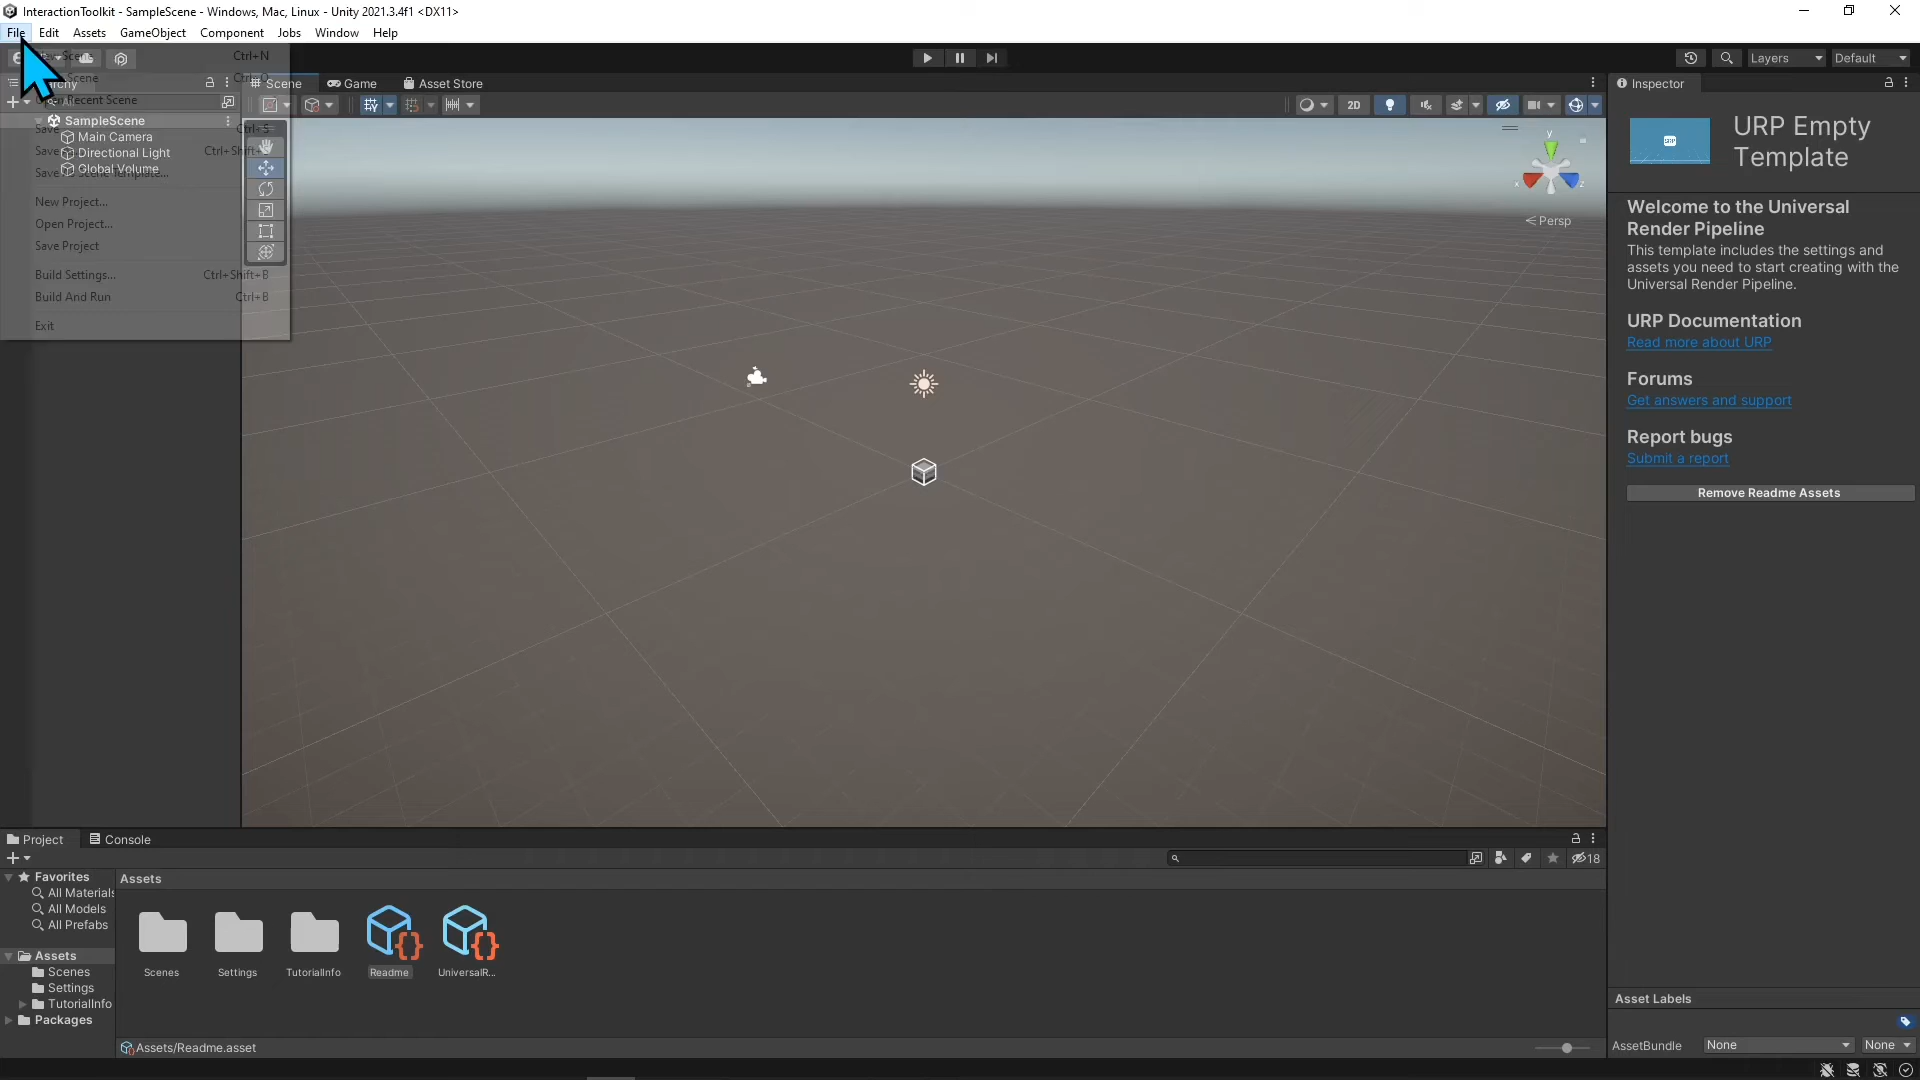 InteractionToolkit - SampleScene - Windows, Mac, Linux - Unity 2021.3.4f1 <DX11>
File Edit Assets GameObject Component Jobs Window Help
Ctrl+N
Scene
Open Recent Scene
Ctrl+S
Ctrl+Shift+S
Save As Scene Template...
New Project...
Open Project...
Save Project
Build Settings... Ctrl+Shift+B
Build And Run Ctrl+B
Exit
SampleScene
Main Camera
Directional Light
Global Volume
Scene Game Asset Store
2D
y
x
z
Persp
Layers Default
Inspector
URP Empty
Template
Welcome to the Universal
Render Pipeline
This template includes the settings and
assets you need to start creating with the
Universal Render Pipeline.
URP Documentation
Read more about URP
Forums
Get answers and support
Report bugs
Submit a report
Remove Readme Assets
Project Console
18
Favorites
All Materials
All Models
All Prefabs
Assets
Scenes
Settings
TutorialInfo
Packages
Assets
Scenes Settings TutorialInfo Readme UniversalR...
Assets/Readme.asset
Asset Labels
AssetBundle None None